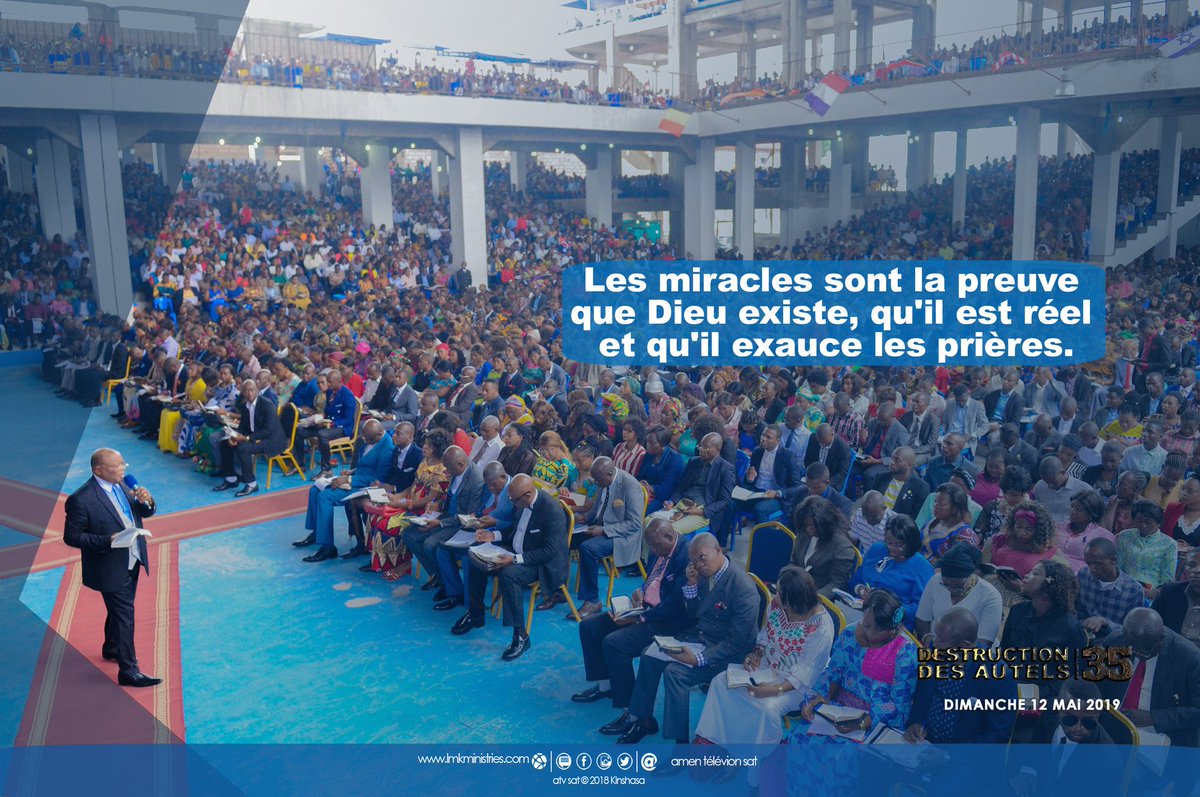 Les miracles sont la preuve
que Dieu existe, qu'il est réel
et qu'il exauce les prières.
DESTRUCTION
DES AUTELS 35
DIMANCHE 12 MAI 2019
www.lmkministries.com
amen télévion sat
atv sat © 2018 Kinshasa